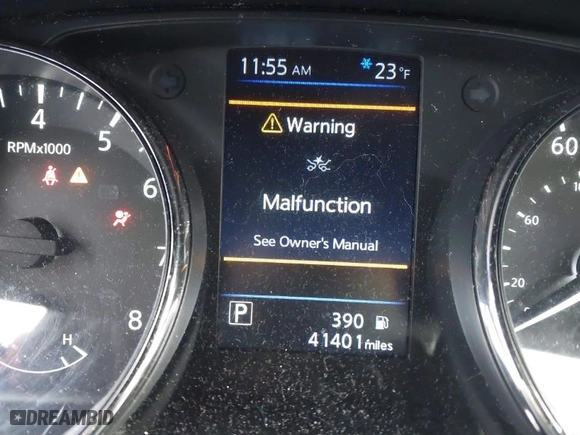 11:55 AM
23°F
Warning
Malfunction
See Owner's Manual
P
390
41401 miles
4
5
6
7
8
RPMx1000
H
60
60
20
DREAMBID